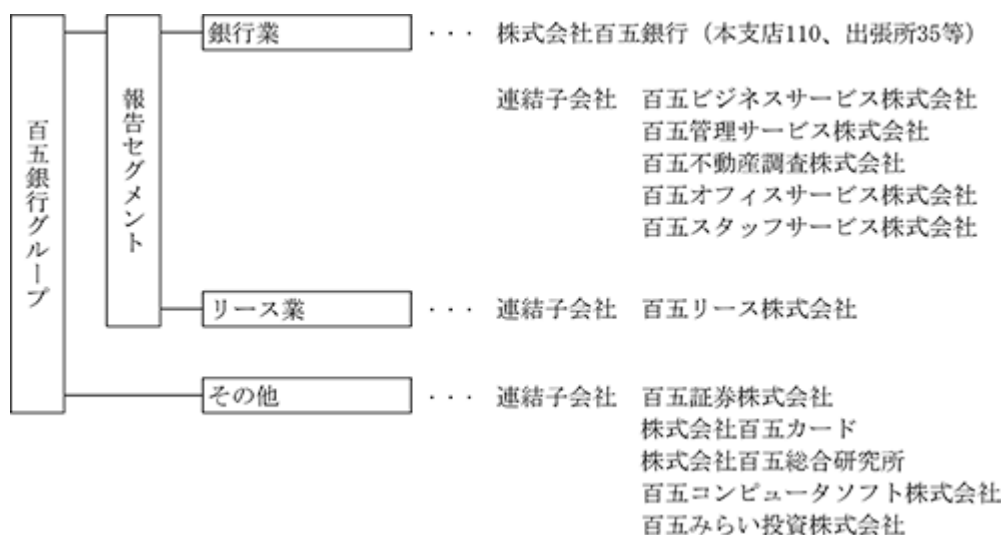 百五銀行グループ
報告セグメント
銀行業 ・・・ 株式会社百五銀行（本支店110、出張所35等）
連結子会社 百五ビジネスサービス株式会社
百五管理サービス株式会社
百五不動産調査株式会社
百五オフィスサービス株式会社
百五スタッフサービス株式会社
リース業 ・・・ 連結子会社 百五リース株式会社
その他 ・・・ 連結子会社 百五証券株式会社
株式会社百五カード
株式会社百五総合研究所
百五コンピュータソフト株式会社
百五みらい投資株式会社